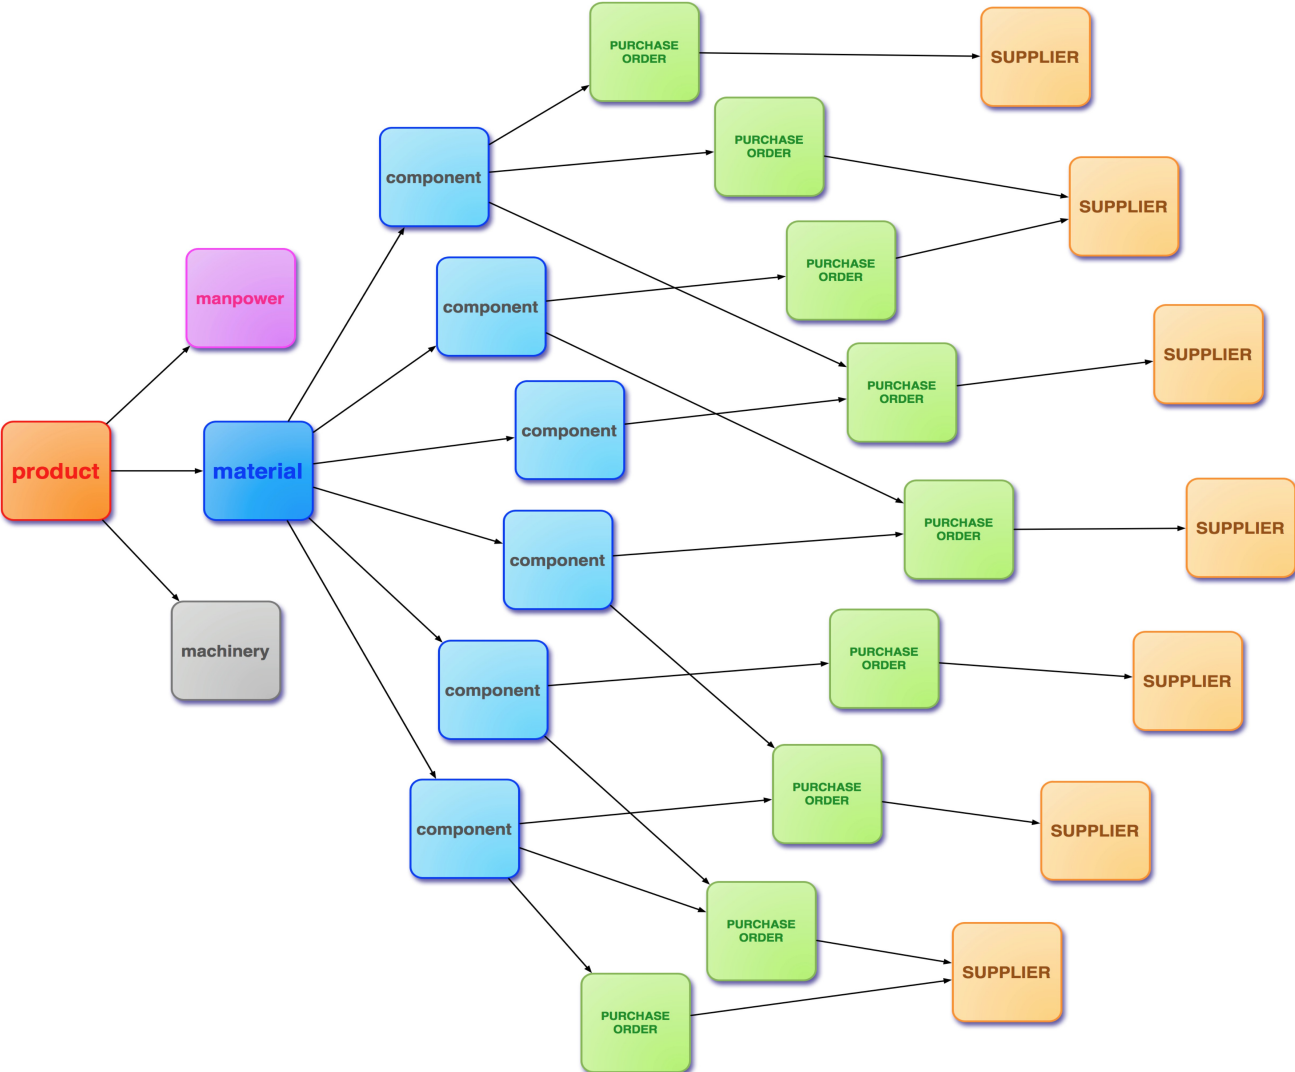 PURCHASE
ORDER
SUPPLIER
PURCHASE
ORDER
component
SUPPLIER
PURCHASE
ORDER
manpower
component
SUPPLIER
PURCHASE
ORDER
component
product
material
PURCHASE
ORDER
SUPPLIER
component
machinery
PURCHASE
ORDER
SUPPLIER
component
PURCHASE
ORDER
SUPPLIER
component
PURCHASE
ORDER
SUPPLIER
PURCHASE
ORDER